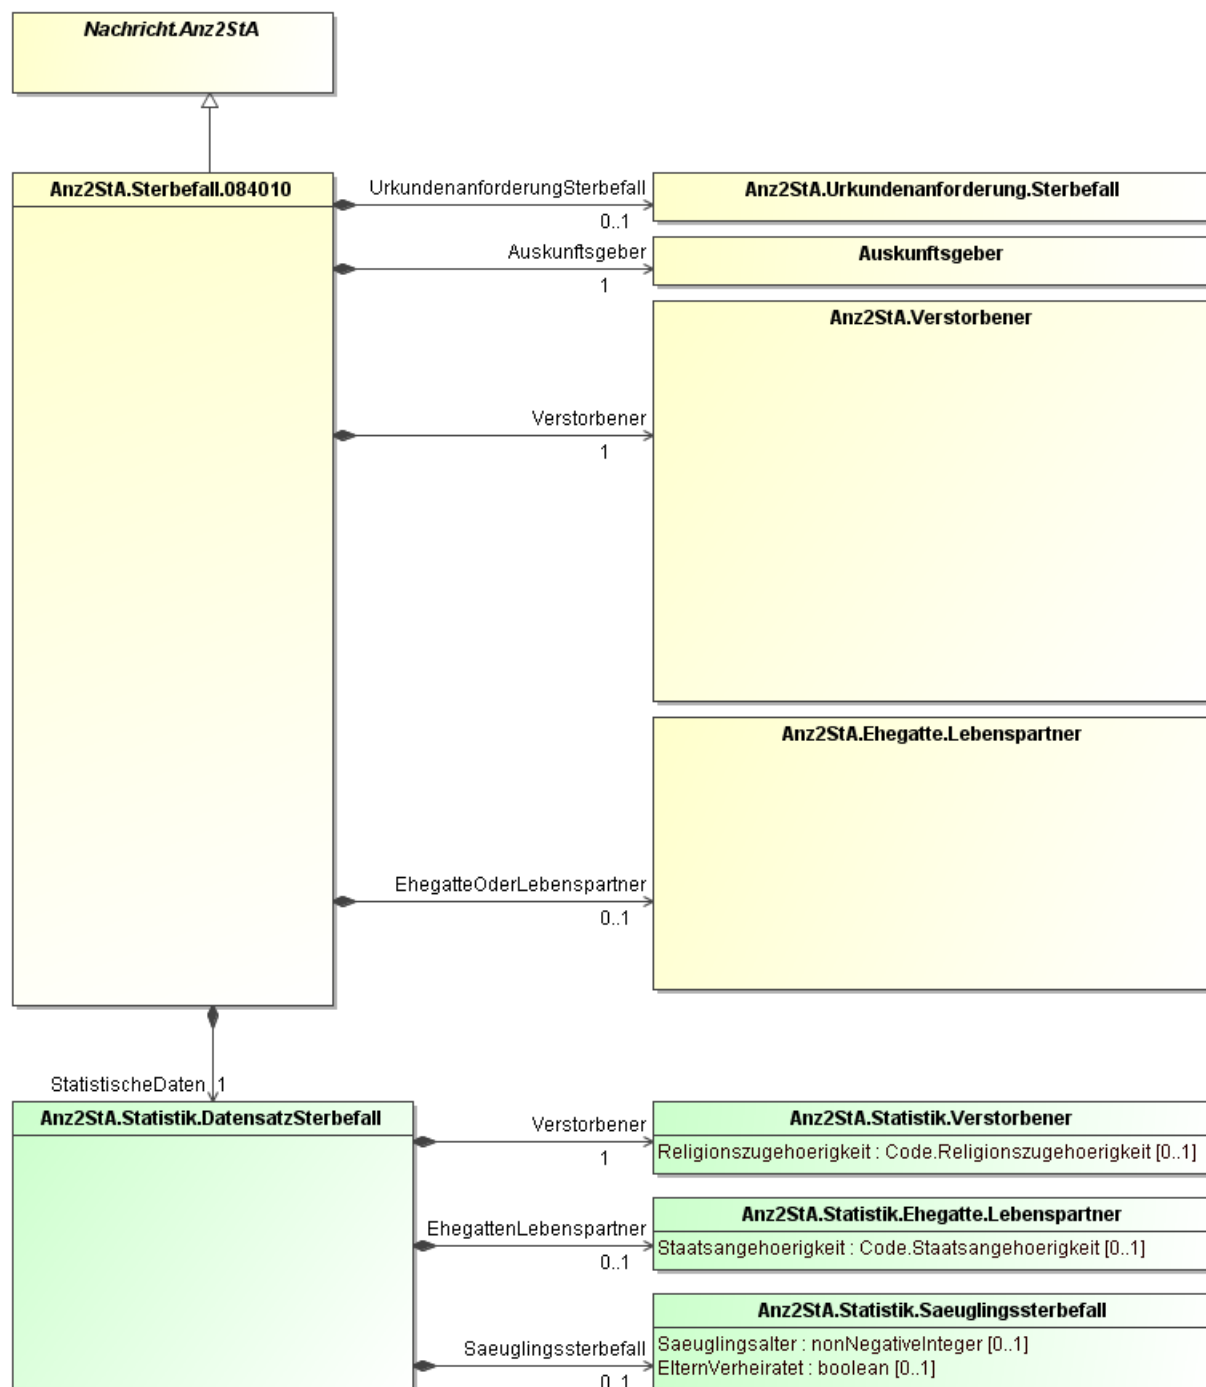 Nachricht.Anz2StA
Anz2StA.Sterbefall.084010
UrkundenanforderungSterbefall
0..1
Anz2StA.Urkundenanforderung.Sterbefall
Auskunftsgeber
1
Auskunftsgeber
Anz2StA.Verstorbener
Verstorbener
1
Anz2StA.Ehegatte.Lebenspartner
EhegatteOderLebenspartner
0..1
StatistischeDaten 1
Anz2StA.Statistik.DatensatzSterbefall
Verstorbener
1
Anz2StA.Statistik.Verstorbener
Religionszugehoerigkeit : Code.Religionszugehoerigkeit [0..1]
EhegattenLebenspartner
0..1
Anz2StA.Statistik.Ehegatte.Lebenspartner
Staatsangehoerigkeit : Code.Staatsangehoerigkeit [0..1]
Saeuglingssterbefall
0..1
Anz2StA.Statistik.Saeuglingssterbefall
Saeuglingsalter : nonNegativeInteger [0..1]
ElternVerheiratet : boolean [0..1]